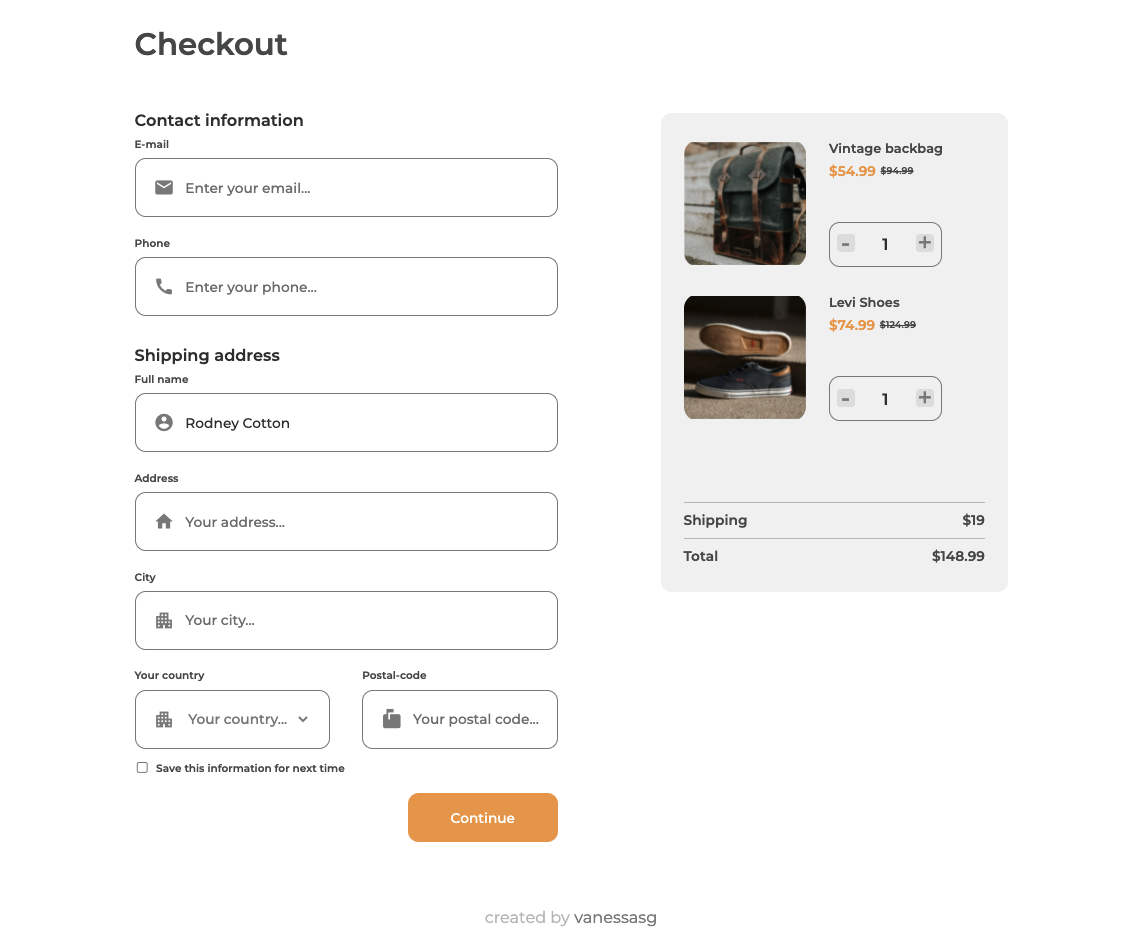 Checkout
Contact information
E-mail
Enter your email...
Phone
Enter your phone...
Shipping address
Full name
Rodney Cotton
Address
Your address...
City
Your city...
Your country
Postal-code
Your country...
Your postal code...
Save this information for next time
Continue
Vintage backbag
$54.99 $94.99
- 1 +
Levi Shoes
$74.99 $124.99
- 1 +
Shipping $19
Total $148.99
created by vanessasg